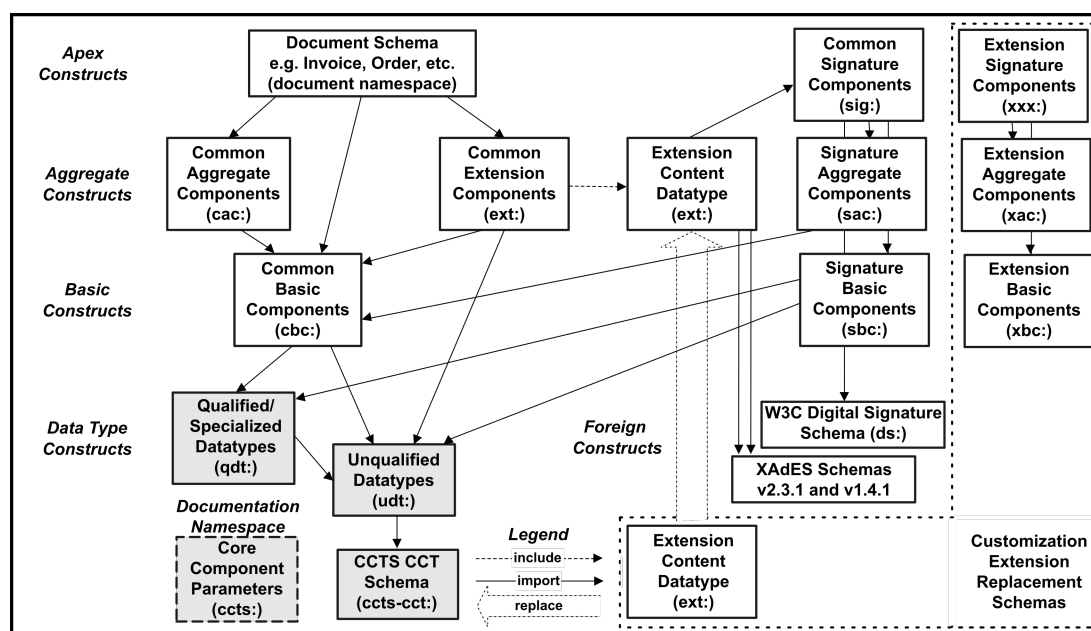 Apex
Constructs
Document Schema
e.g. Invoice, Order, etc.
(document namespace)
Common
Signature
Components
(sig:)
Extension
Signature
Components
(xxx:)
Aggregate
Constructs
Common
Aggregate
Components
(cac:)
Common
Extension
Components
(ext:)
Extension
Content
Datatype
(ext:)
Signature
Aggregate
Components
(sac:)
Extension
Aggregate
Components
(xac:)
Basic
Constructs
Common
Basic
Components
(cbc:)
Signature
Basic
Components
(sbc:)
Extension
Basic
Components
(xbc:)
Data Type
Constructs
Qualified/
Specialized
Datatypes
(qdt:)
Unqualified
Datatypes
(udt:)
Foreign
Constructs
W3C Digital Signature
Schema (ds:)
XAdES Schemas
v2.3.1 and v1.4.1
Documentation
Namespace
Core
Component
Parameters
(ccts:)
CCTS CCT
Schema
(ccts-cct:)
Legend
include
import
replace
Extension
Content
Datatype
(ext:)
Customization
Extension
Replacement
Schemas